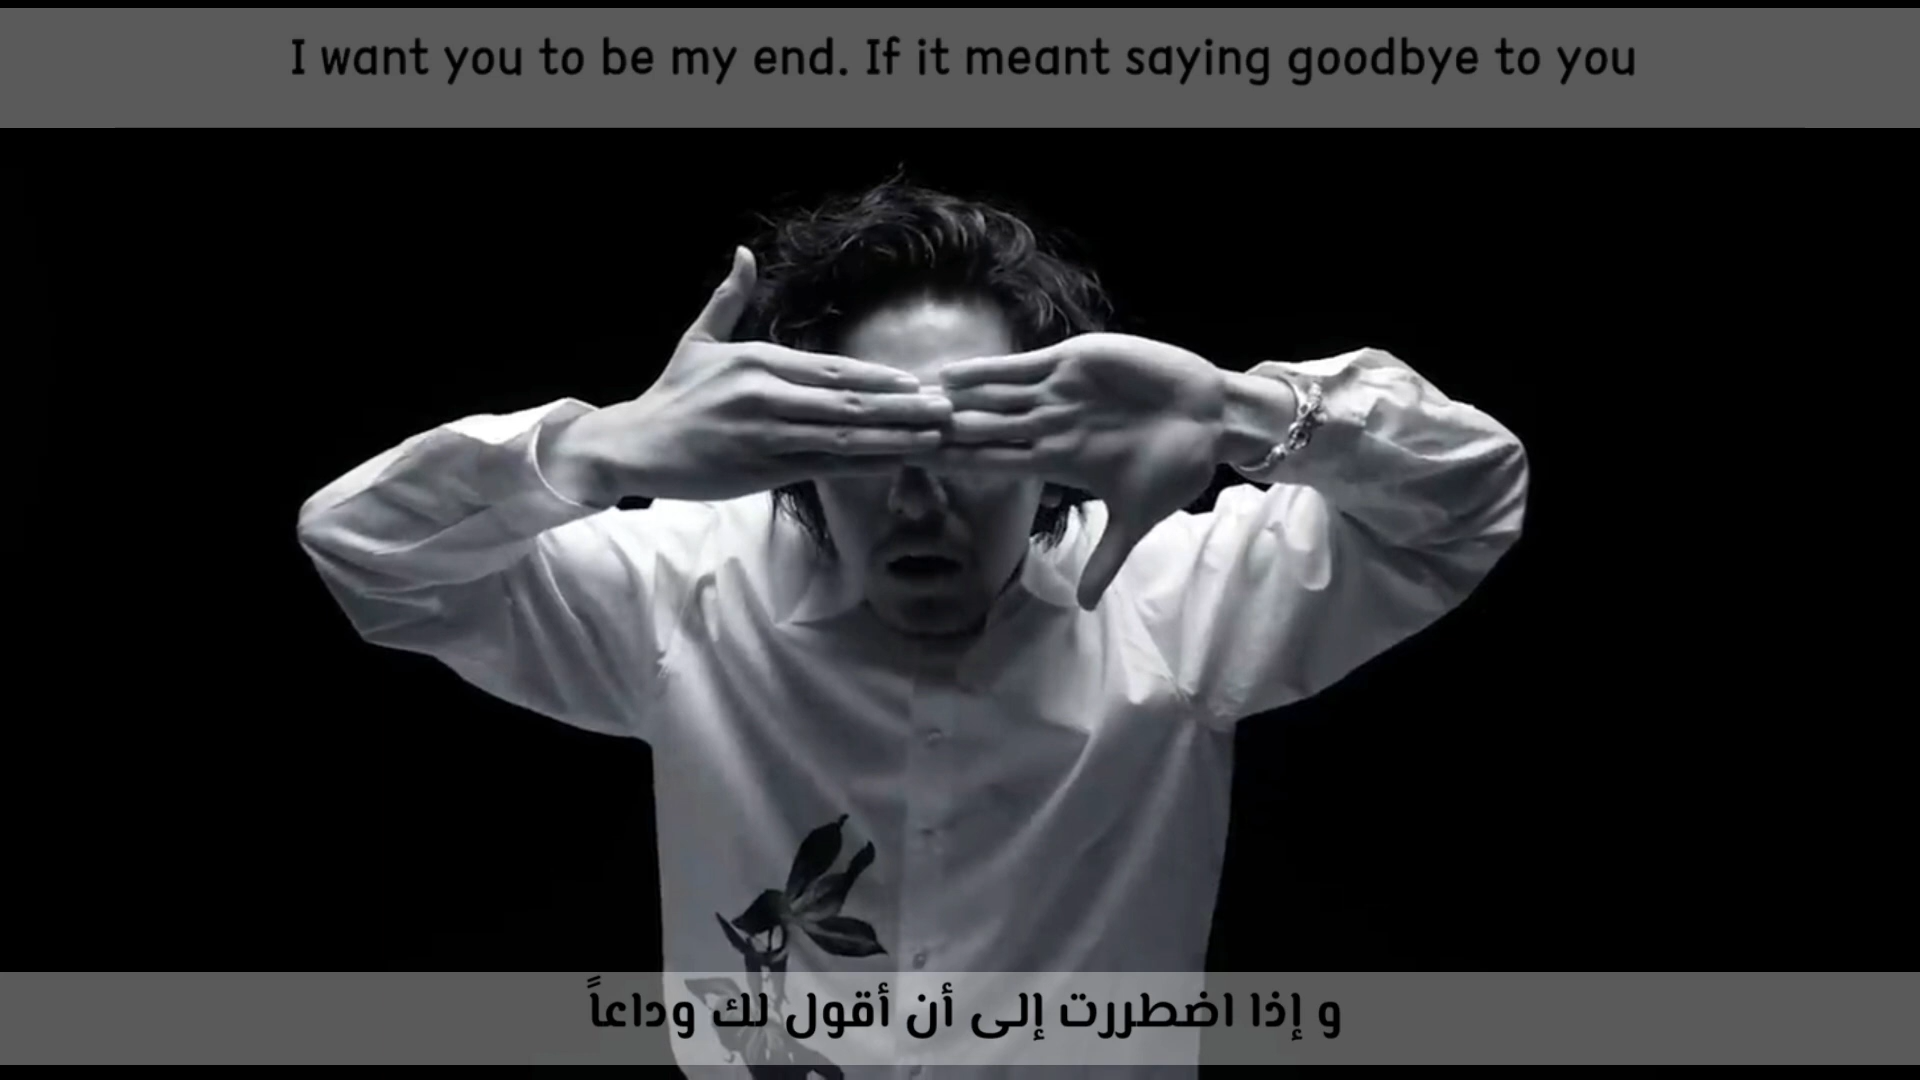 I want you to be my end. If it meant saying goodbye to you
و إذا اضطررت إلى أن أقول لك وداعاً